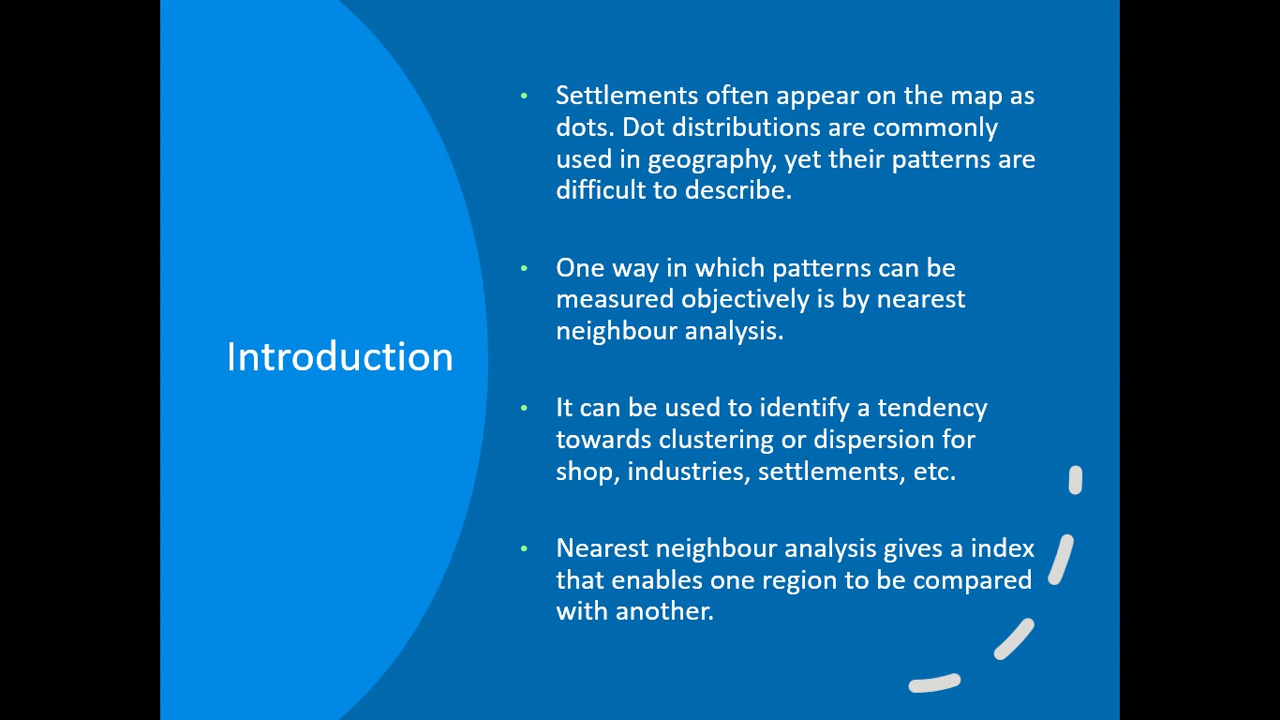 Introduction
• Settlements often appear on the map as
dots. Dot distributions are commonly
used in geography, yet their patterns are
difficult to describe.
• One way in which patterns can be
measured objectively is by nearest
neighbour analysis.
• It can be used to identify a tendency
towards clustering or dispersion for
shop, industries, settlements, etc.
• Nearest neighbour analysis gives a index
that enables one region to be compared
with another.